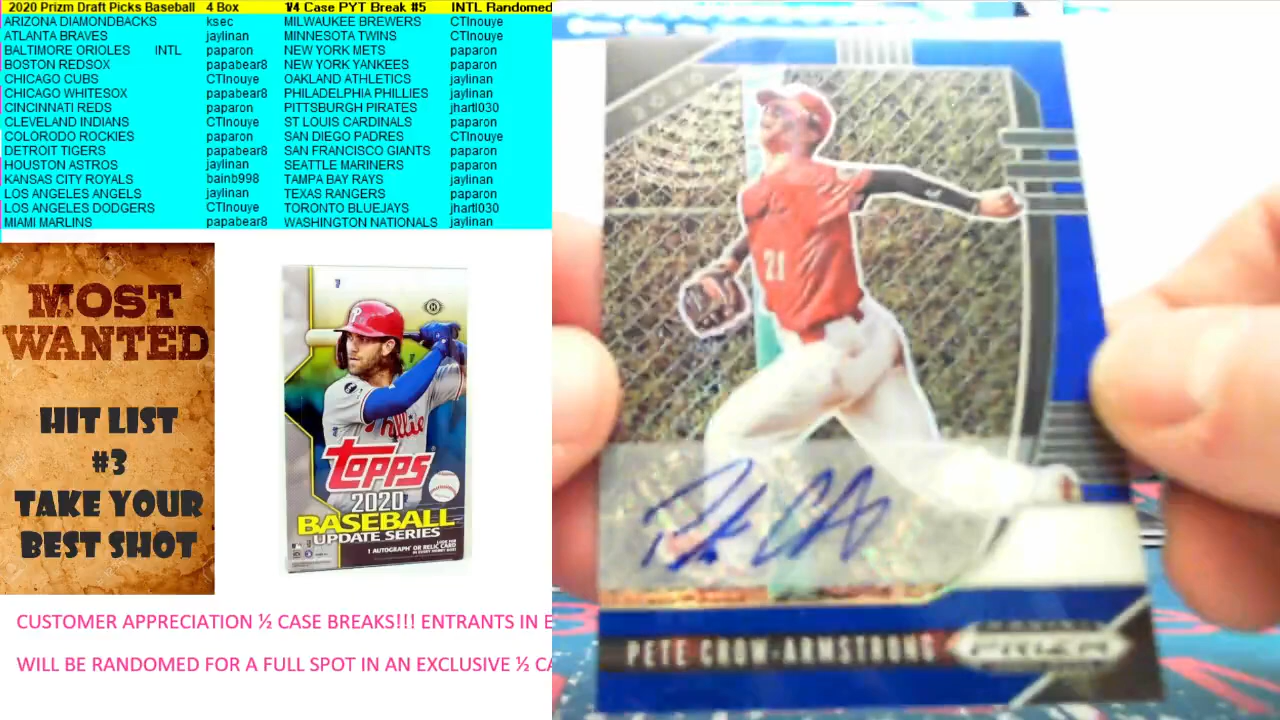 2020 Prizm Draft Picks Baseball 4 Box 1/4 Case PYT Break #5 INTL Randomed
ARIZONA DIAMONDBACKS ksec MILWAUKEE BREWERS CTInouye
ATLANTA BRAVES jaylinan MINNESOTA TWINS CTInouye
BALTIMORE ORIOLES INTL paparon NEW YORK METS paparon
BOSTON REDSOX papabear8 NEW YORK YANKEES paparon
CHICAGO CUBS CTInouye OAKLAND ATHLETICS jaylinan
CHICAGO WHITESOX papabear8 PHILADELPHIA PHILLIES jaylinan
CINCINNATI REDS paparon PITTSBURGH PIRATES jhartl030
CLEVELAND INDIANS CTInouye ST LOUIS CARDINALS paparon
COLORODO ROCKIES paparon SAN DIEGO PADRES CTInouye
DETROIT TIGERS papabear8 SAN FRANCISCO GIANTS paparon
HOUSTON ASTROS jaylinan SEATTLE MARINERS paparon
KANSAS CITY ROYALS bainb998 TAMPA BAY RAYS jaylinan
LOS ANGELES ANGELS jaylinan TEXAS RANGERS paparon
LOS ANGELES DODGERS CTInouye TORONTO BLUEJAYS jhartl030
MIAMI MARLINS papabear8 WASHINGTON NATIONALS jaylinan
MOST
WANTED
HIT LIST
#3
TAKE YOUR
BEST SHOT
Phillies
TOPPS
2020
BASEBALL
UPDATE SERIES
1 AUTOGRAPH OR RELIC CARD
CUSTOMER APPRECIATION ½ CASE BREAKS!!! ENTRANTS IN E
WILL BE RANDOMED FOR A FULL SPOT IN AN EXCLUSIVE ½ CA
21
PETE CROW-ARMSTRONG
PRIZM